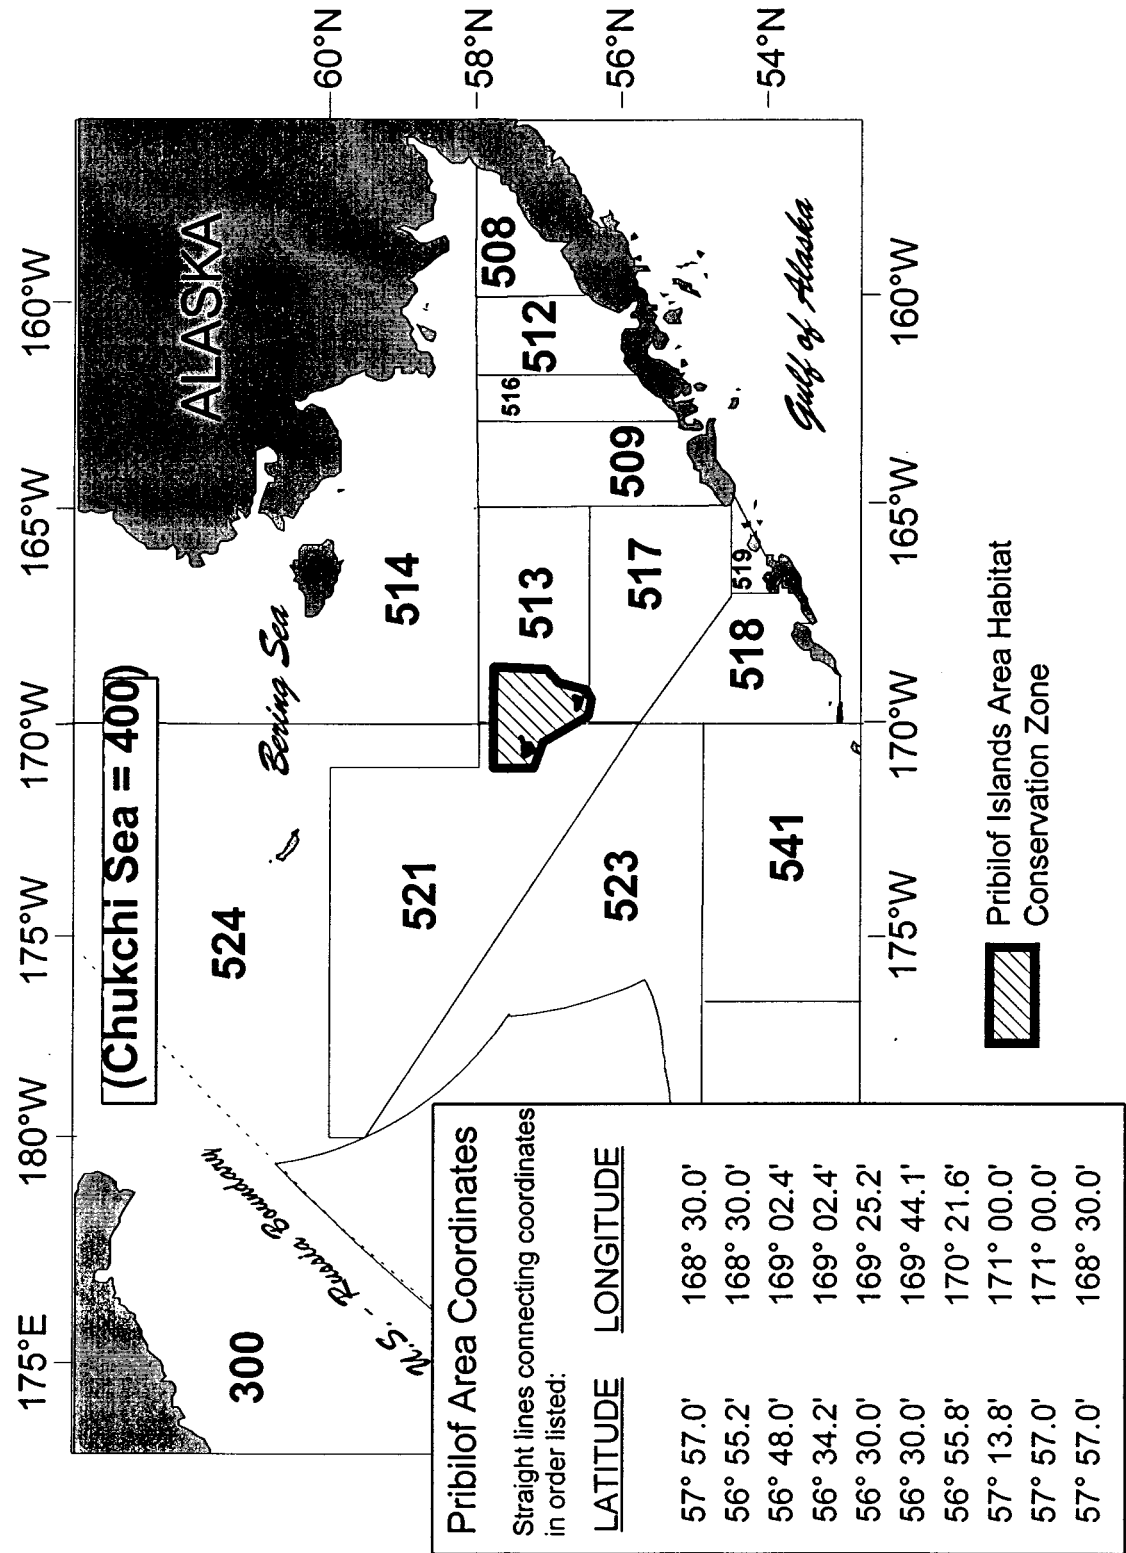 175°E
180°W
175°W
170°W
165°W
160°W
(Chukchi Sea = 400)
ALASKA
Bering Sea
U.S. - Russia Boundary
300
524
514
521
513
516
512
508
509
517
519
518
523
541
60°N
58°N
56°N
54°N
Gulf of Alaska
175°W
170°W
165°W
160°W
Pribilof Area Coordinates
Straight lines connecting coordinates
in order listed:
LATITUDE LONGITUDE
57° 57.0' 168° 30.0'
56° 55.2' 168° 30.0'
56° 48.0' 169° 02.4'
56° 34.2' 169° 02.4'
56° 30.0' 169° 25.2'
56° 30.0' 169° 44.1'
56° 55.8' 170° 21.6'
57° 13.8' 171° 00.0'
57° 57.0' 171° 00.0'
57° 57.0' 168° 30.0'
Pribilof Islands Area Habitat
Conservation Zone